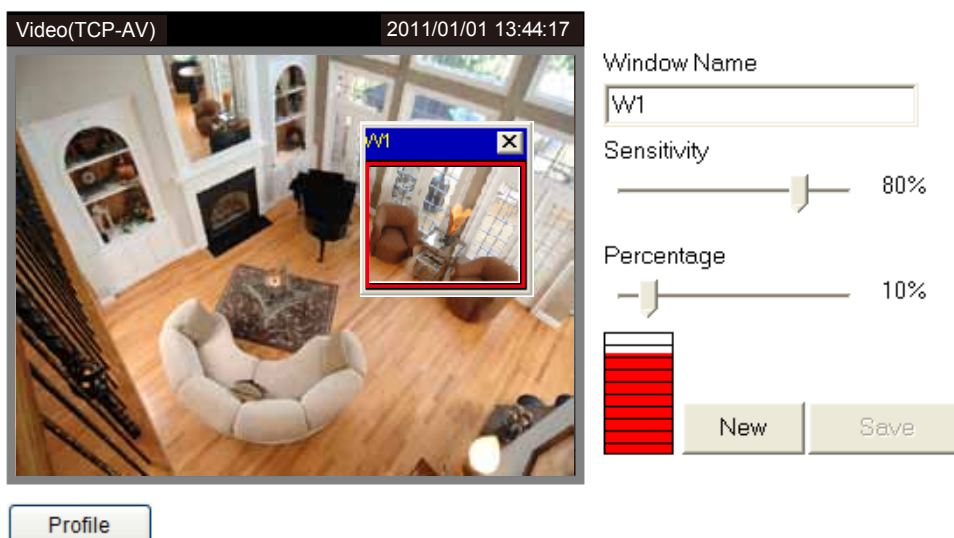 Video(TCP-AV) 2011/01/01 13:44:17
Window Name
W1
W1
Sensitivity
80%
Percentage
10%
New Save
Profile